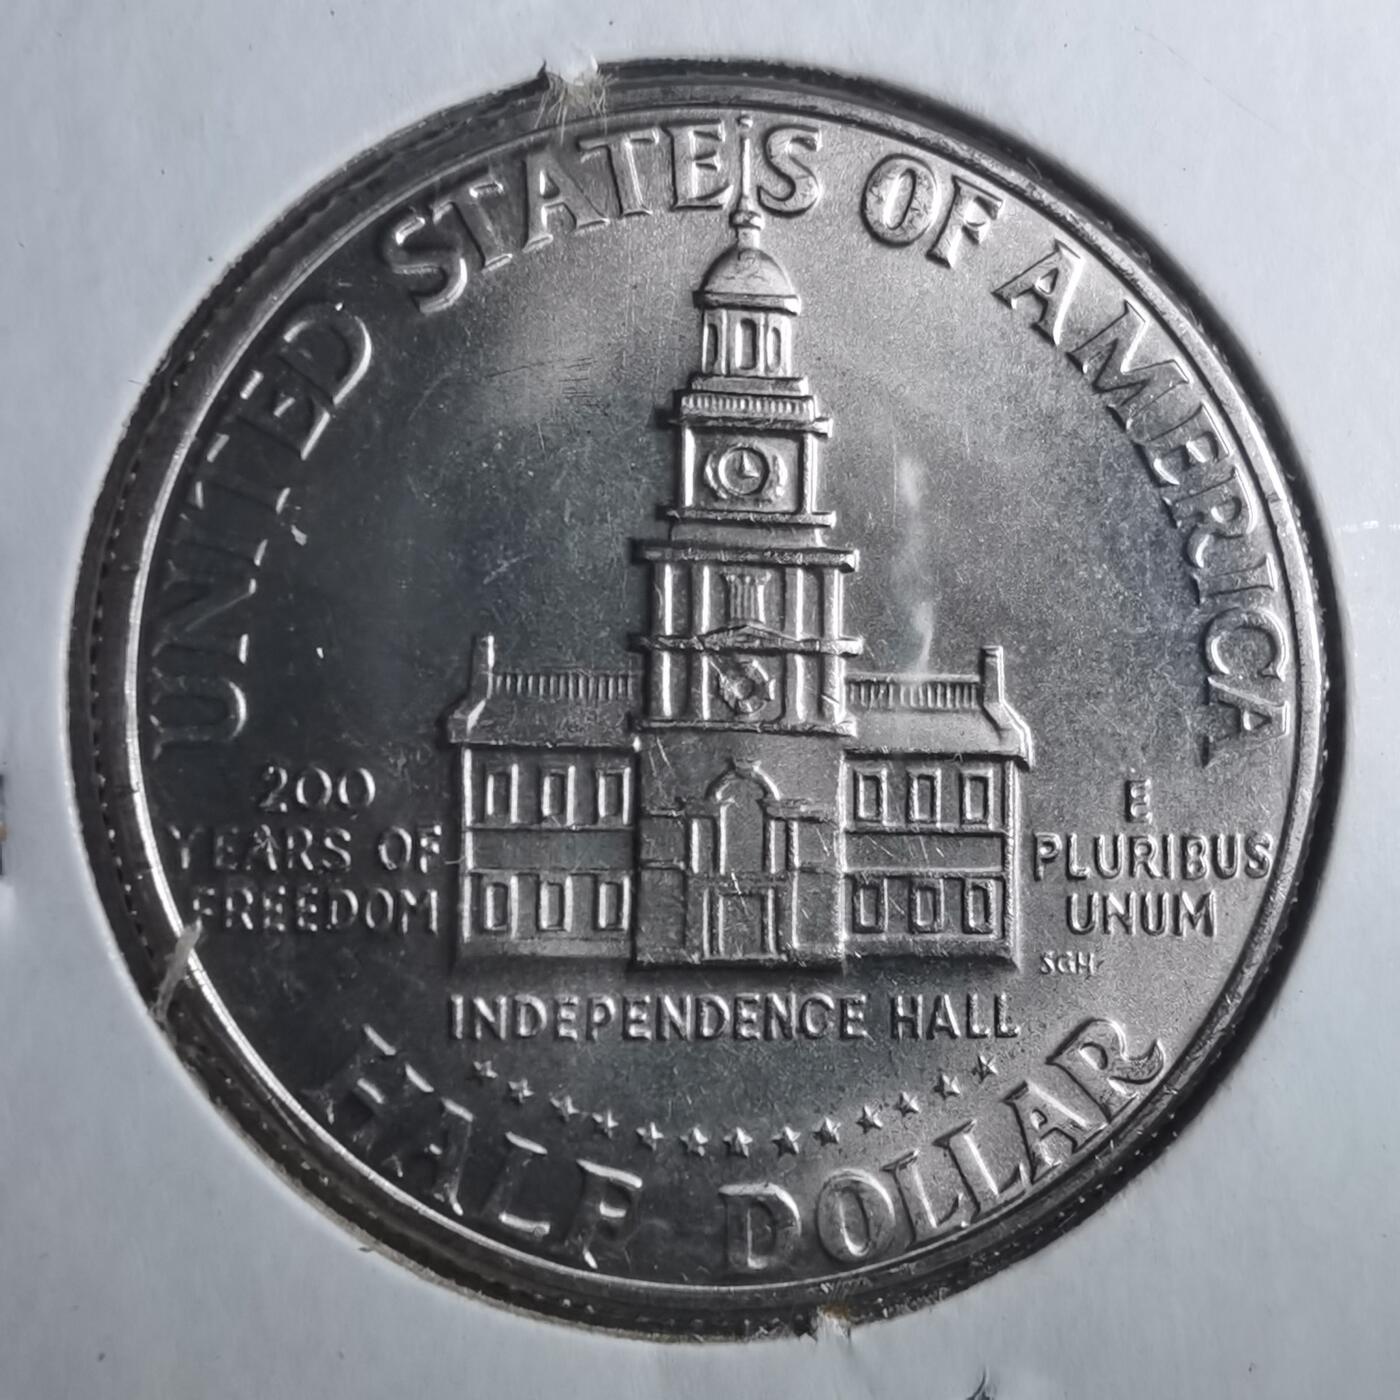 UNITED STATES OF AMERICA
200
YEARS OF
FREEDOM
E
PLURIBUS
UNUM
SGH
INDEPENDENCE HALL
HALF DOLLAR